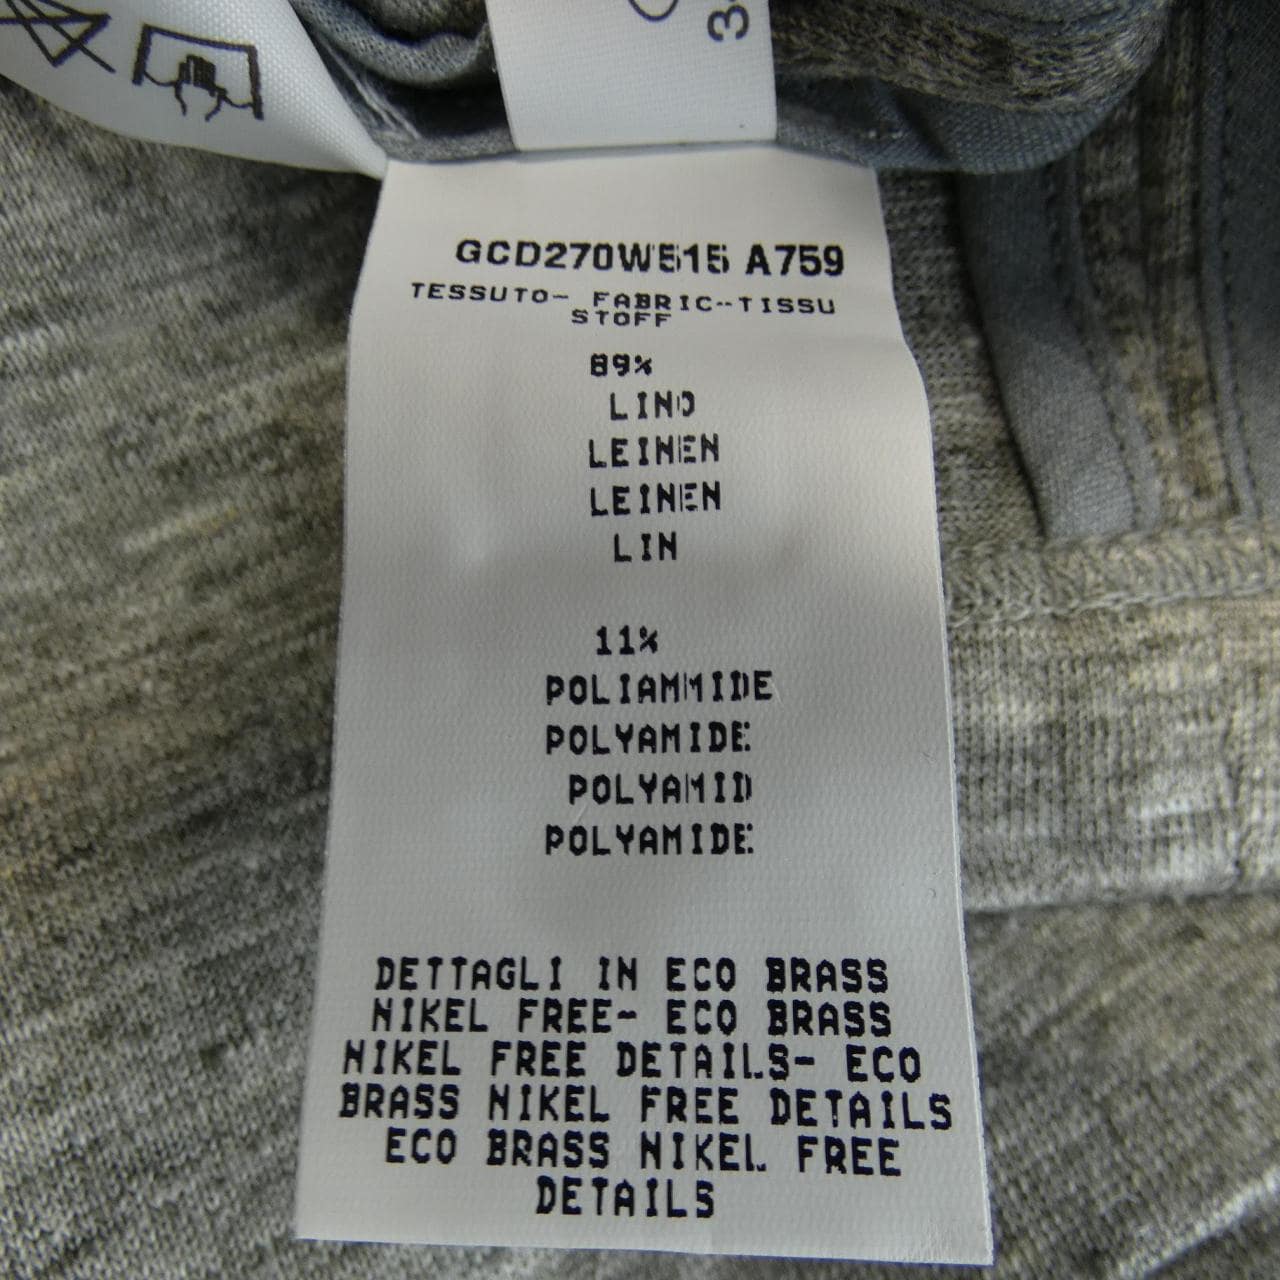 GCD270W515 A759
TESSUTO- FABRIC--TISSU
STOFF
89%
LINO
LEINEN
LEINEN
LIN
11%
POLIAMMIDE
POLYAMIDE
POLYAMID
POLYAMIDE
DETTAGLI IN ECO BRASS
NIKEL FREE- ECO BRASS
NIKEL FREE DETAILS- ECO
BRASS NIKEL FREE DETAILS
ECO BRASS NIKEL FREE
DETAILS